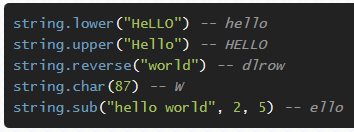 string.lower("HeLLO") -- hello
string.upper("Hello") -- HELLO
string.reverse("world") -- dlrow
string.char(87) -- W
string.sub("hello world", 2, 5) -- ello